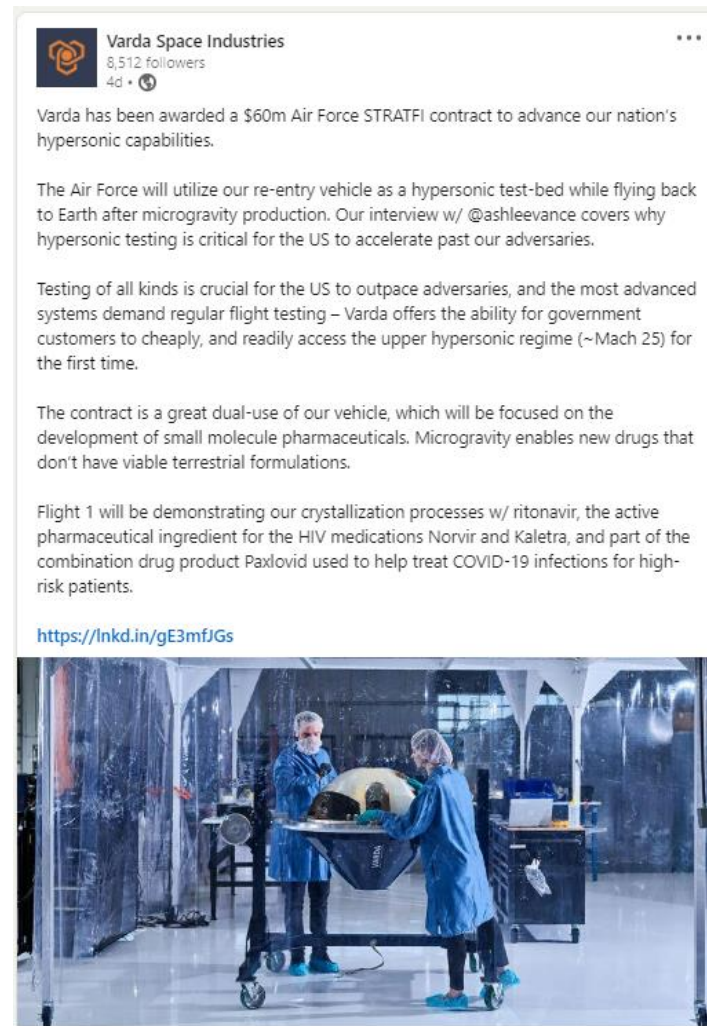 Varda Space Industries
8,512 followers
4d •
Varda has been awarded a $60m Air Force STRATFI contract to advance our nation's
hypersonic capabilities.
The Air Force will utilize our re-entry vehicle as a hypersonic test-bed while flying back
to Earth after microgravity production. Our interview w/ @ashleevance covers why
hypersonic testing is critical for the US to accelerate past our adversaries.
Testing of all kinds is crucial for the US to outpace adversaries, and the most advanced
systems demand regular flight testing – Varda offers the ability for government
customers to cheaply, and readily access the upper hypersonic regime (~Mach 25) for
the first time.
The contract is a great dual-use of our vehicle, which will be focused on the
development of small molecule pharmaceuticals. Microgravity enables new drugs that
don't have viable terrestrial formulations.
Flight 1 will be demonstrating our crystallization processes w/ ritonavir, the active
pharmaceutical ingredient for the HIV medications Norvir and Kaletra, and part of the
combination drug product Paxlovid used to help treat COVID-19 infections for high-
risk patients.
https://lnkd.in/gE3mfJGs
VARDA